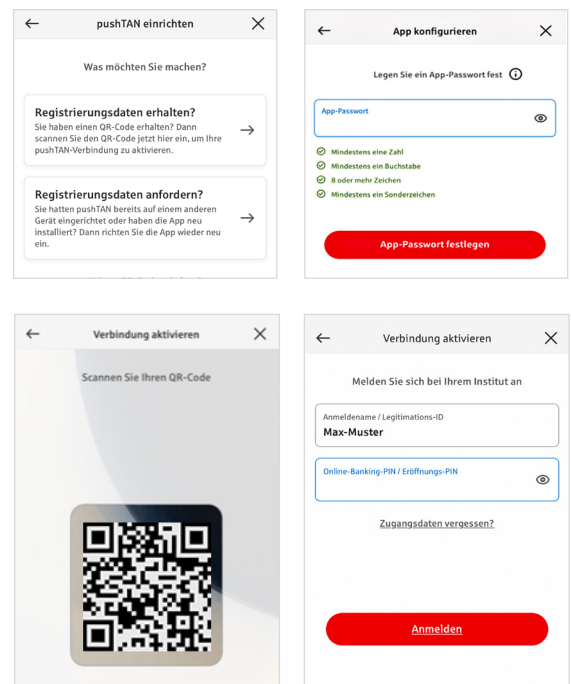 pushTAN einrichten
Was möchten Sie machen?
Registrierungsdaten erhalten?
Sie haben einen QR-Code erhalten? Dann
scannen Sie den QR-Code jetzt hier ein, um Ihre
pushTAN-Verbindung zu aktivieren.
Registrierungsdaten anfordern?
Sie hatten pushTAN bereits auf einem anderen
Gerät eingerichtet oder haben die App neu
installiert? Dann richten Sie die App wieder neu
ein.
App konfigurieren
Legen Sie ein App-Passwort fest
App-Passwort
Mindestens eine Zahl
Mindestens ein Buchstabe
8 oder mehr Zeichen
Mindestens ein Sonderzeichen
App-Passwort festlegen
Verbindung aktivieren
Scannen Sie Ihren QR-Code
Verbindung aktivieren
Melden Sie sich bei Ihrem Institut an
Anmeldename / Legitimations-ID
Max-Muster
Online-Banking-PIN / Eröffnungs-PIN
Zugangsdaten vergessen?
Anmelden